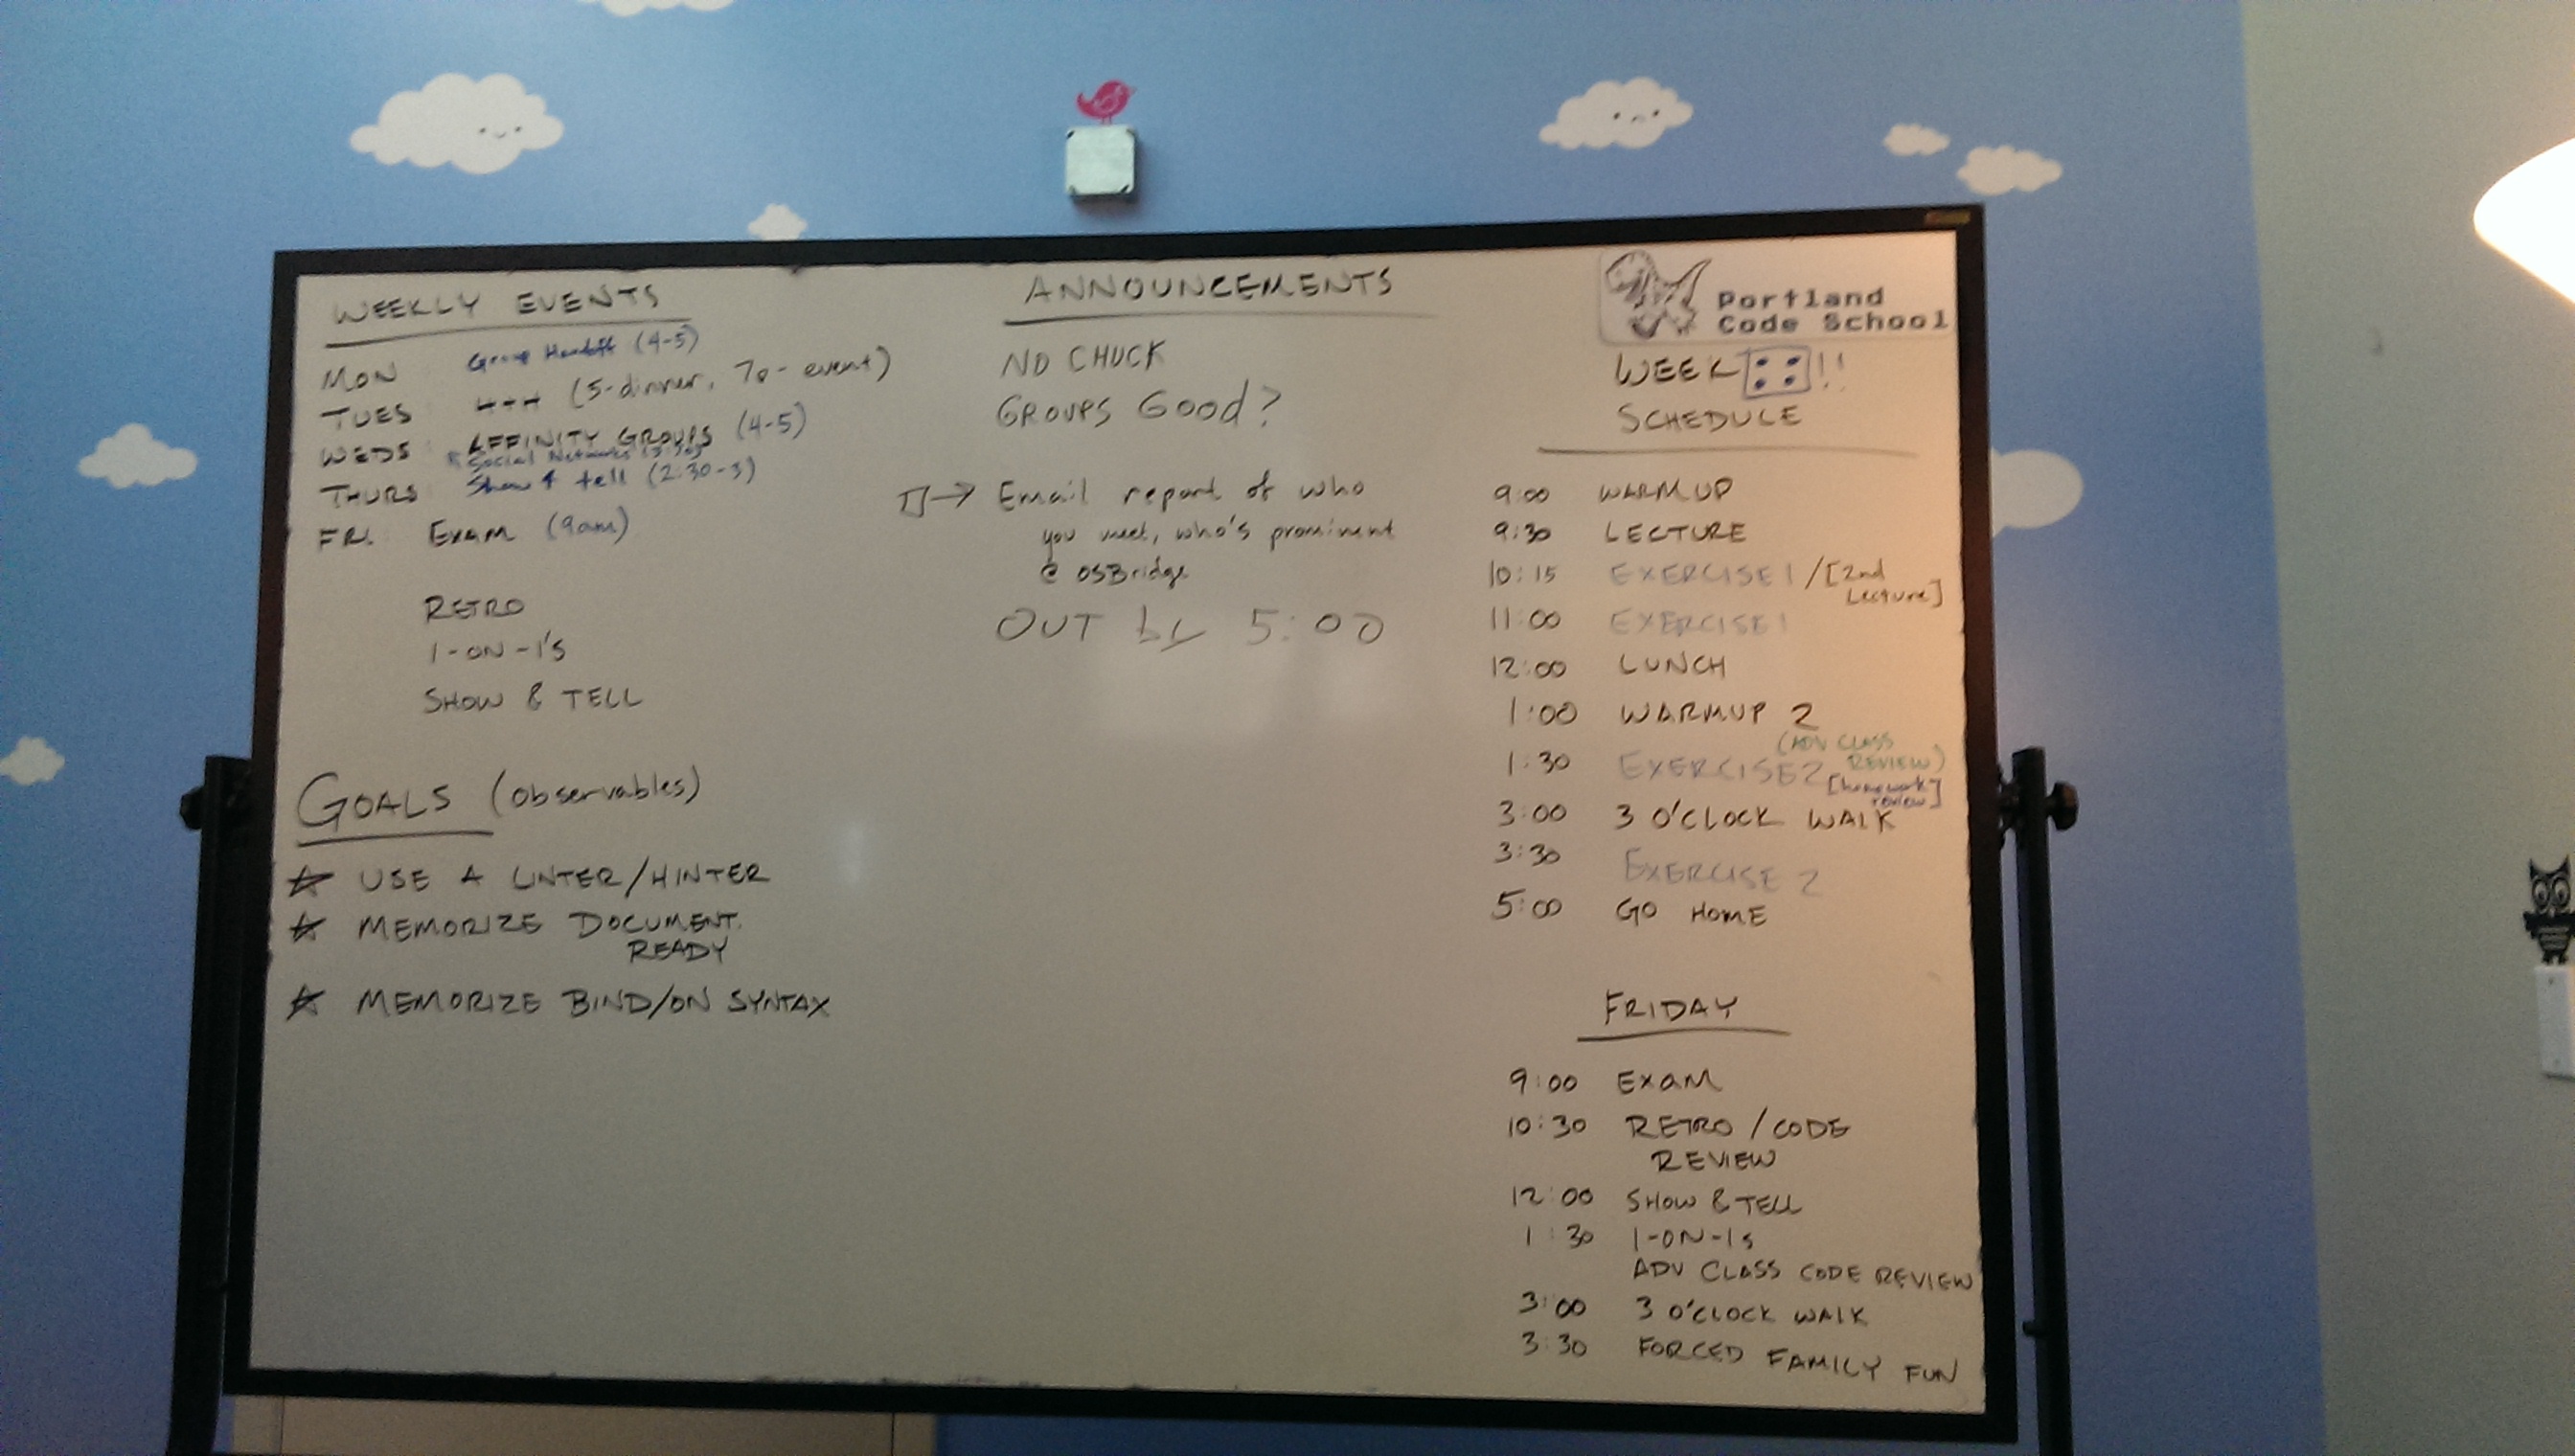 WEEKLY EVENTS
MON Group Handoff (4-5)
TUES (5-dinner, 7p-event)
WEDS AFFINITY GROUPS (4-5)
Social Networks
THURS Show & tell (2:30-3)
FRI. EXAM (9am)
RETRO
1-ON-1'S
SHOW & TELL
GOALS (observables)
USE A LINTER/HINTER
MEMORIZE DOCUMENT.
READY
MEMORIZE BIND/ON SYNTAX
ANNOUNCEMENTS
NO CHUCK
GROUPS Good?
Email report of who
you meet, who's prominent
@ OSBridge
OUT by 5:00
Portland
Code School
WEEK !!
SCHEDULE
9:00 WARMUP
9:30 LECTURE
10:15 EXERCISE 1 / [2nd
Lecture]
11:00 EXERCISE 1
12:00 LUNCH
1:00 WARMUP 2
(ADV CLASS
1:30 EXERCISE 2 REVIEW)
[homework
review]
3:00 3 O'CLOCK WALK
3:30 EXERCISE 2
5:00 GO HOME
FRIDAY
9:00 EXAM
10:30 RETRO / CODE
REVIEW
12:00 SHOW & TELL
1:30 1-ON-1s
ADV CLASS CODE REVIEW
3:00 3 O'CLOCK WALK
3:30 FORCED FAMILY FUN